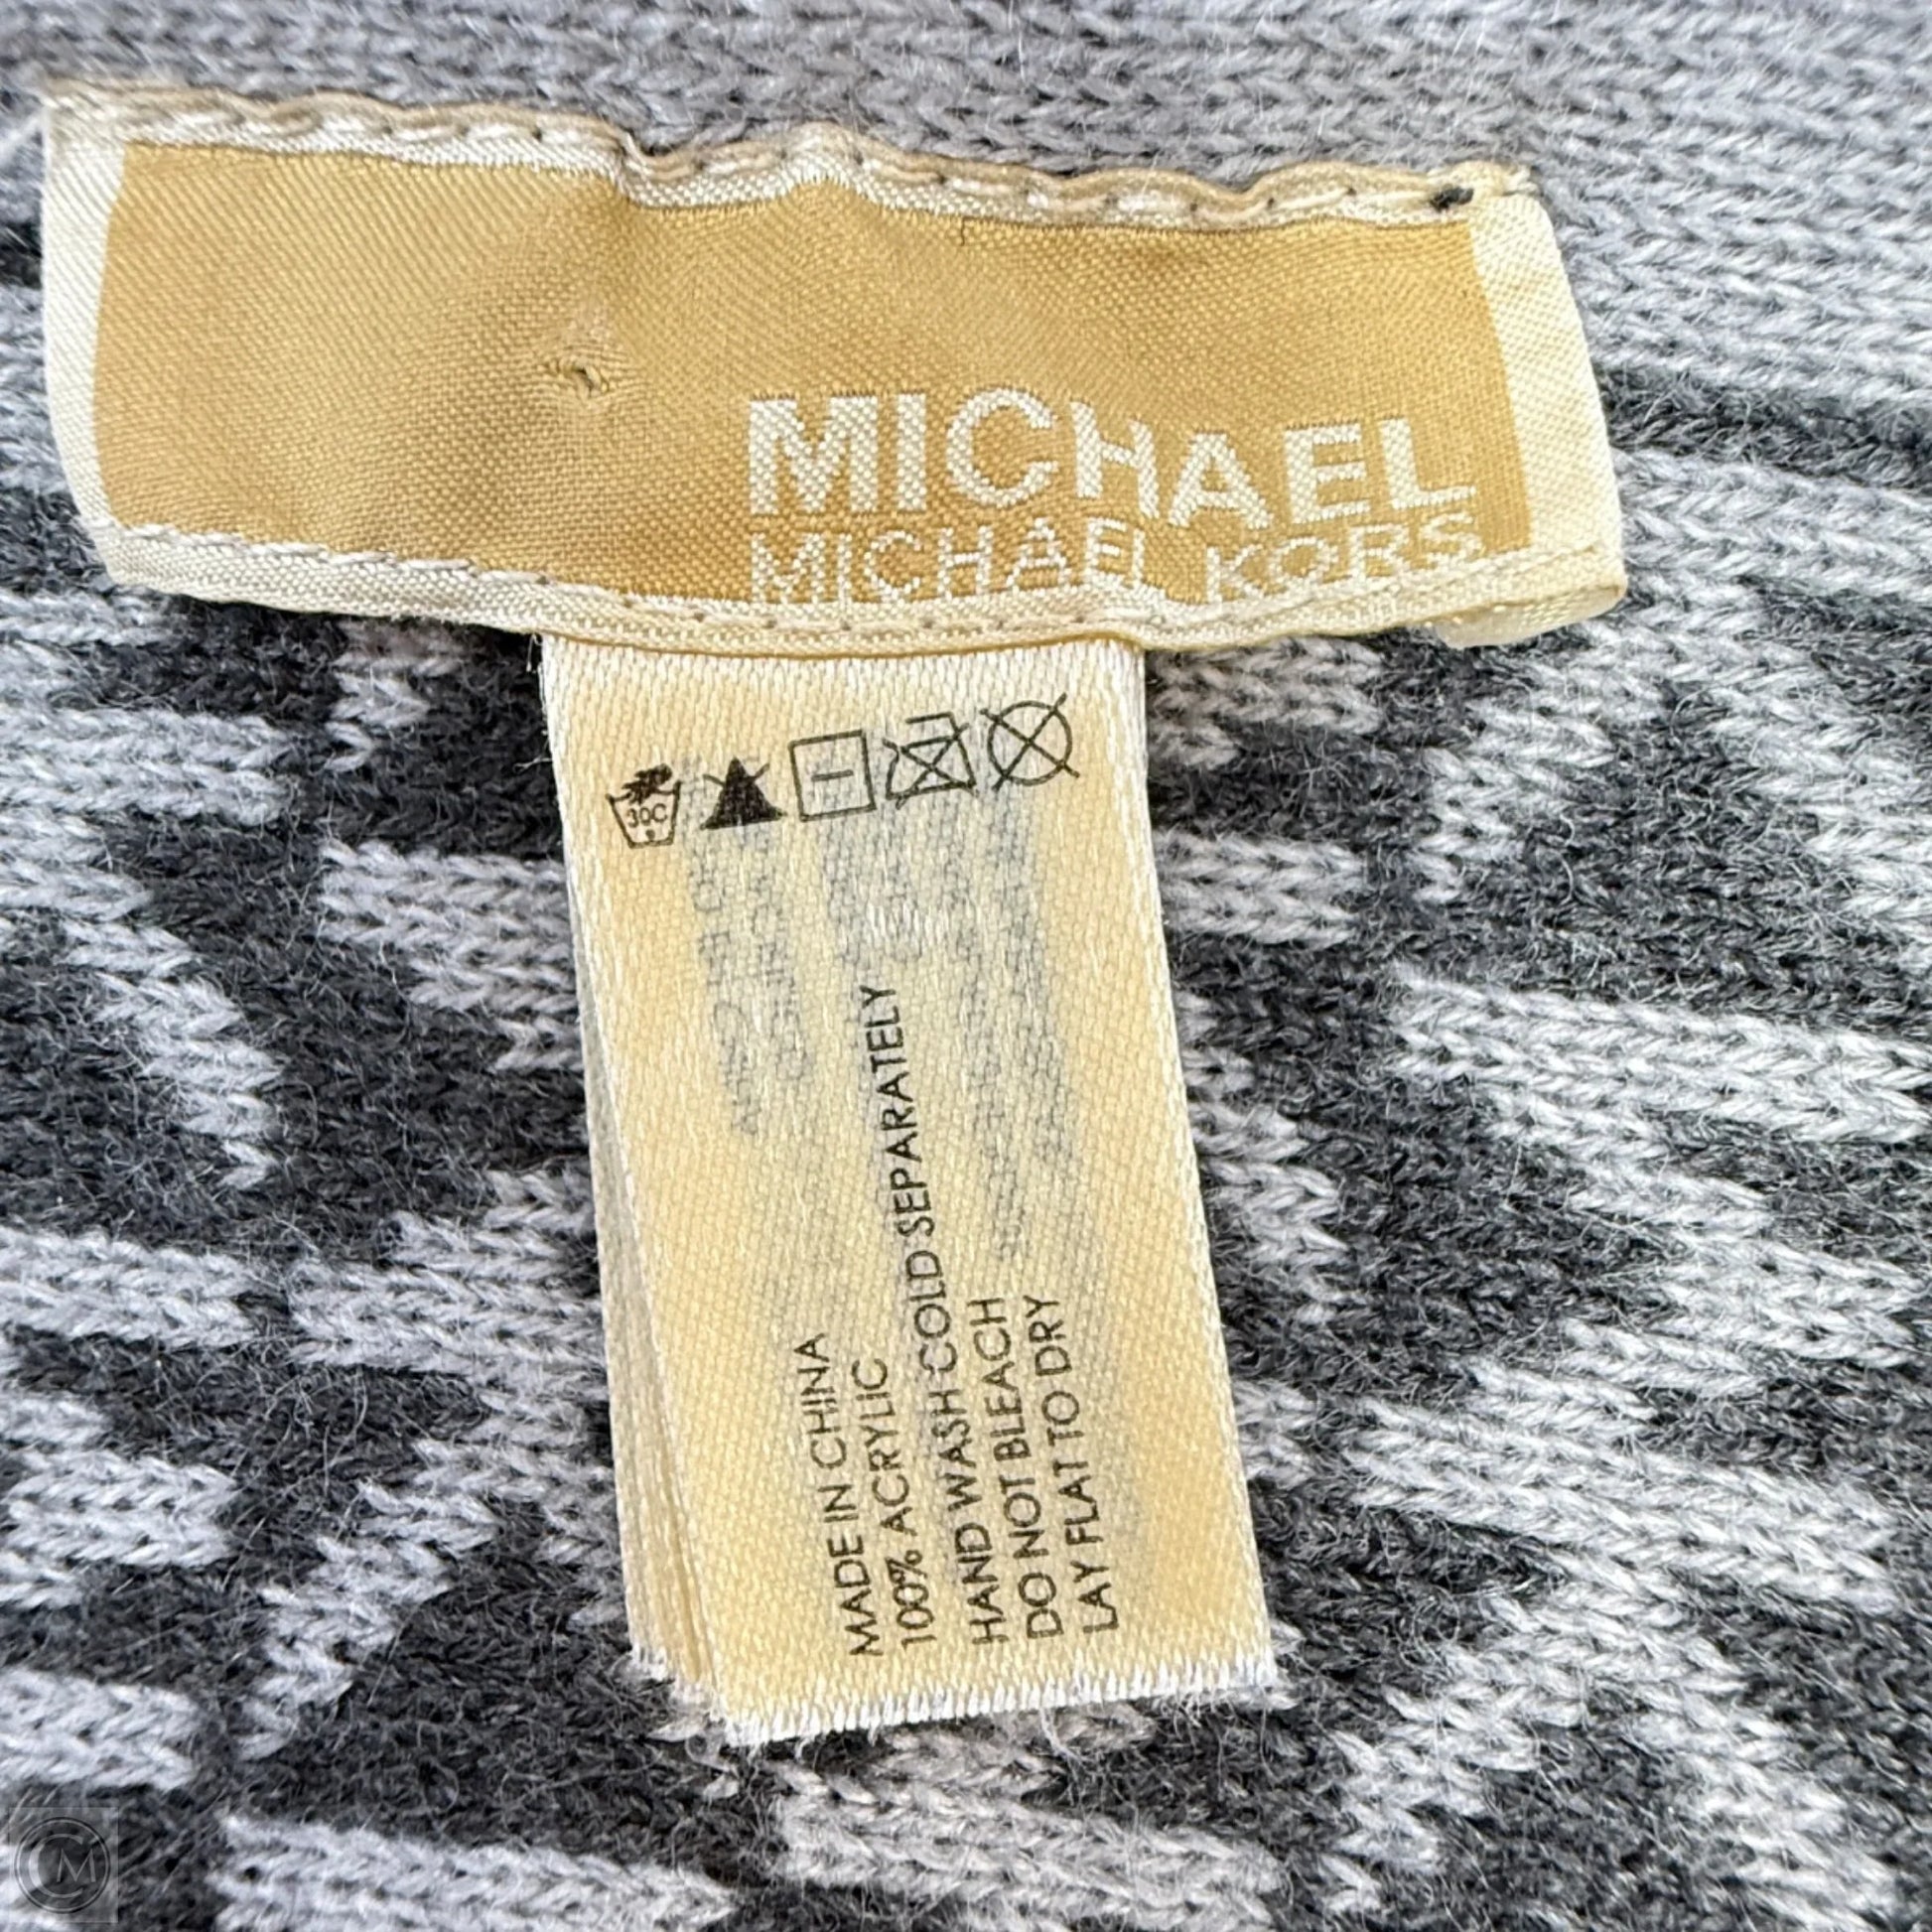 MICHAEL
MICHAEL KORS
30C
MADE IN CHINA
100% ACRYLIC
HAND WASH COLD SEPARATELY
DO NOT BLEACH
LAY FLAT TO DRY
CM